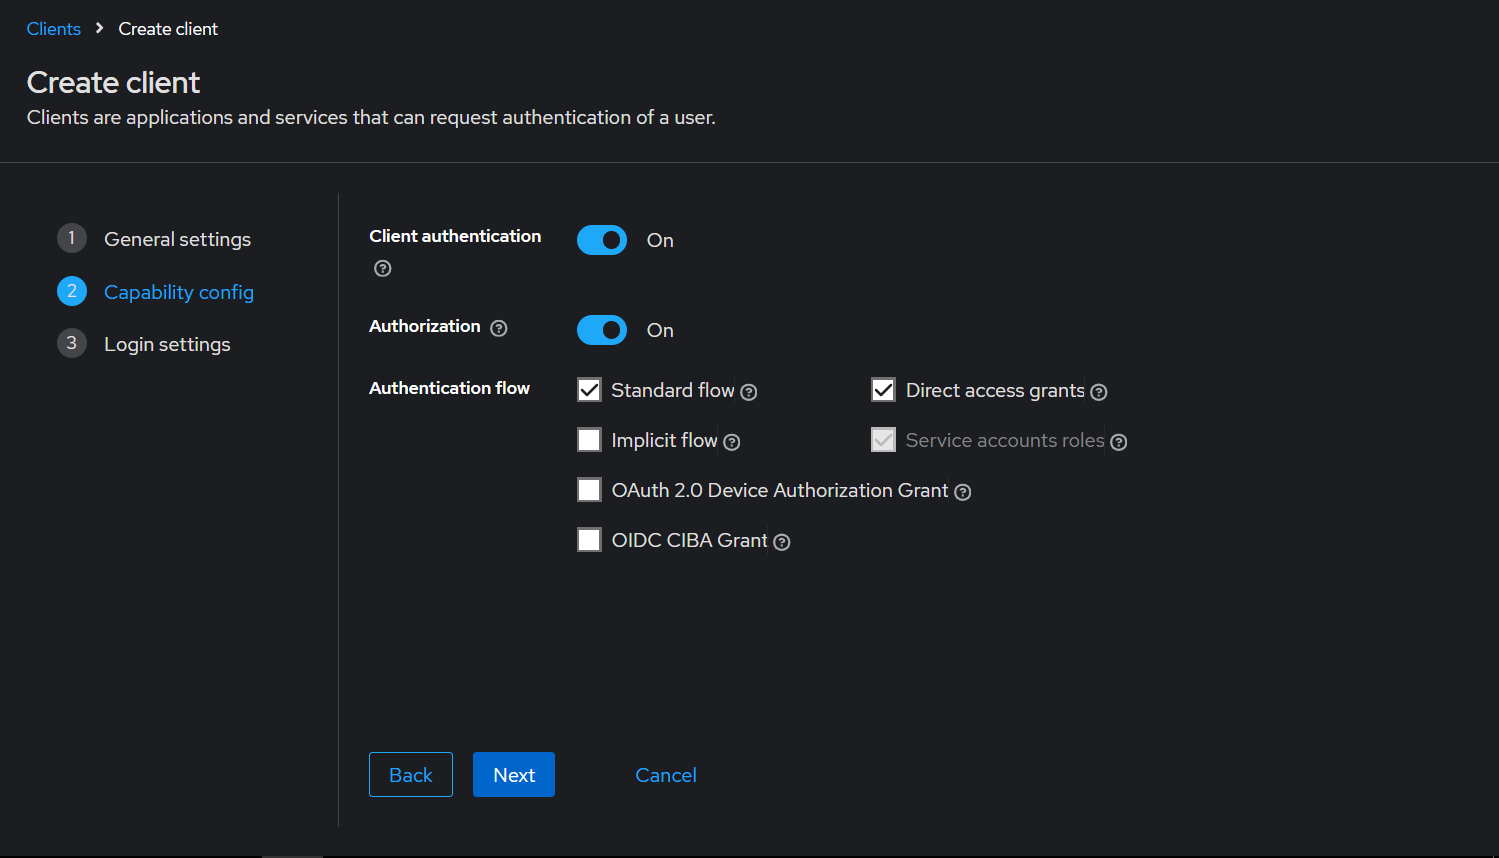 Clients > Create client
Create client
Clients are applications and services that can request authentication of a user.
1 General settings
2 Capability config
3 Login settings
Client authentication On
Authorization On
Authentication flow
Standard flow Direct access grants
Implicit flow Service accounts roles
OAuth 2.0 Device Authorization Grant
OIDC CIBA Grant
Back Next Cancel